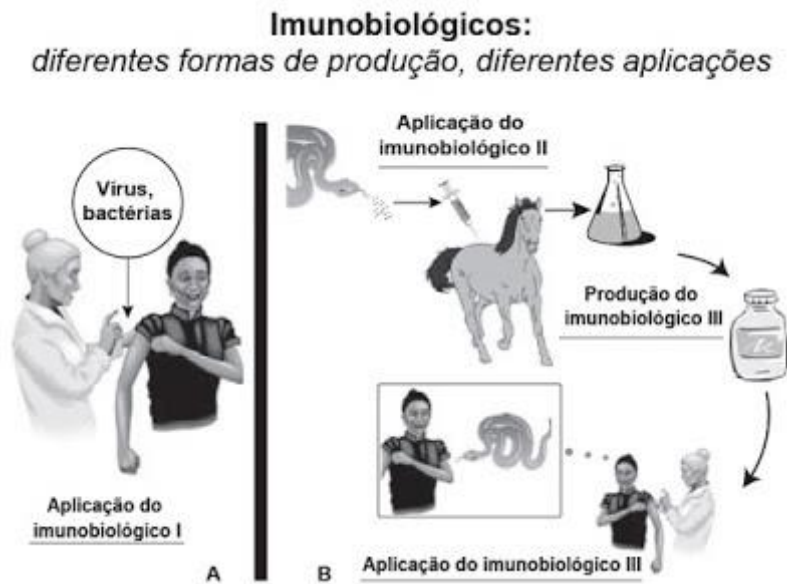 Imunobiológicos:
diferentes formas de produção, diferentes aplicações
Vírus,
bactérias
Aplicação do
imunobiológico I
A
Aplicação do
imunobiológico II
Produção do
imunobiológico III
B
Aplicação do imunobiológico III